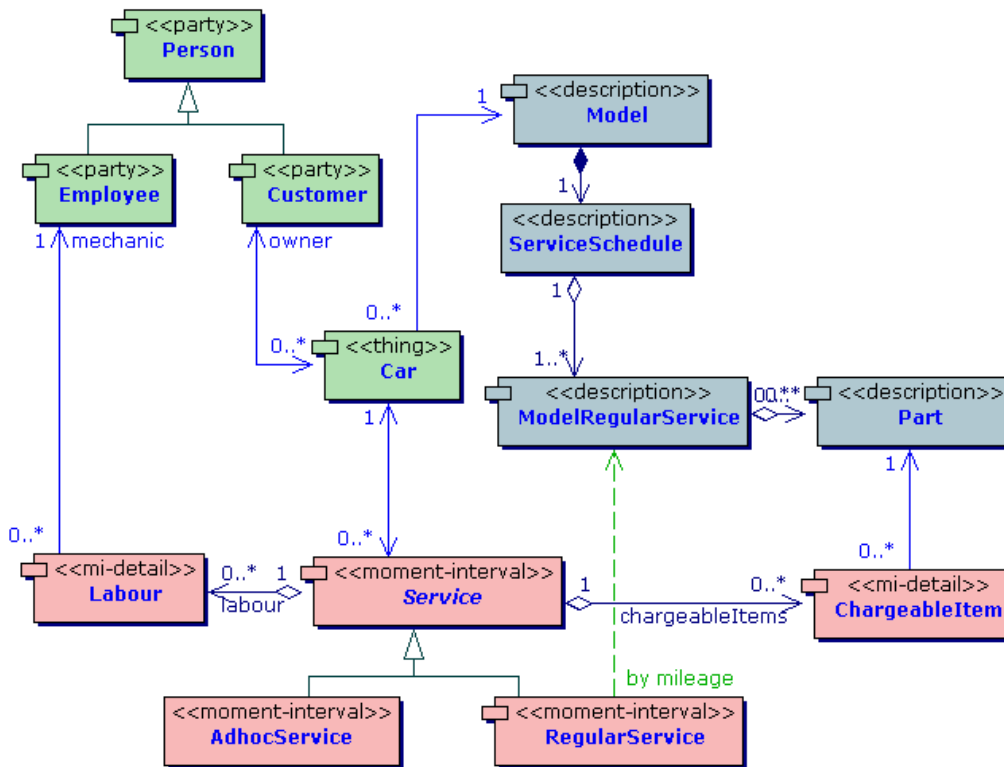 <<party>>
Person
<<description>>
Model
1
<<party>>
Employee
<<party>>
Customer
1
<<description>>
ServiceSchedule
1 mechanic
owner
1
0..*
0..*
<<thing>>
Car
1..*
<<description>>
ModelRegularService
<<description>>
Part
1
1
0..*
0..*
0..*
<<mi-detail>>
Labour
0..*
1
labour
<<moment-interval>>
Service
1
chargeableItems
0..*
<<mi-detail>>
ChargeableItem
by mileage
<<moment-interval>>
AdhocService
<<moment-interval>>
RegularService